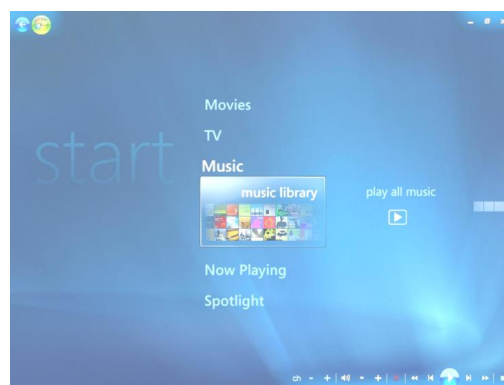 start
Movies
TV
Music
music library
play all music
Now Playing
Spotlight
ch - +
- +